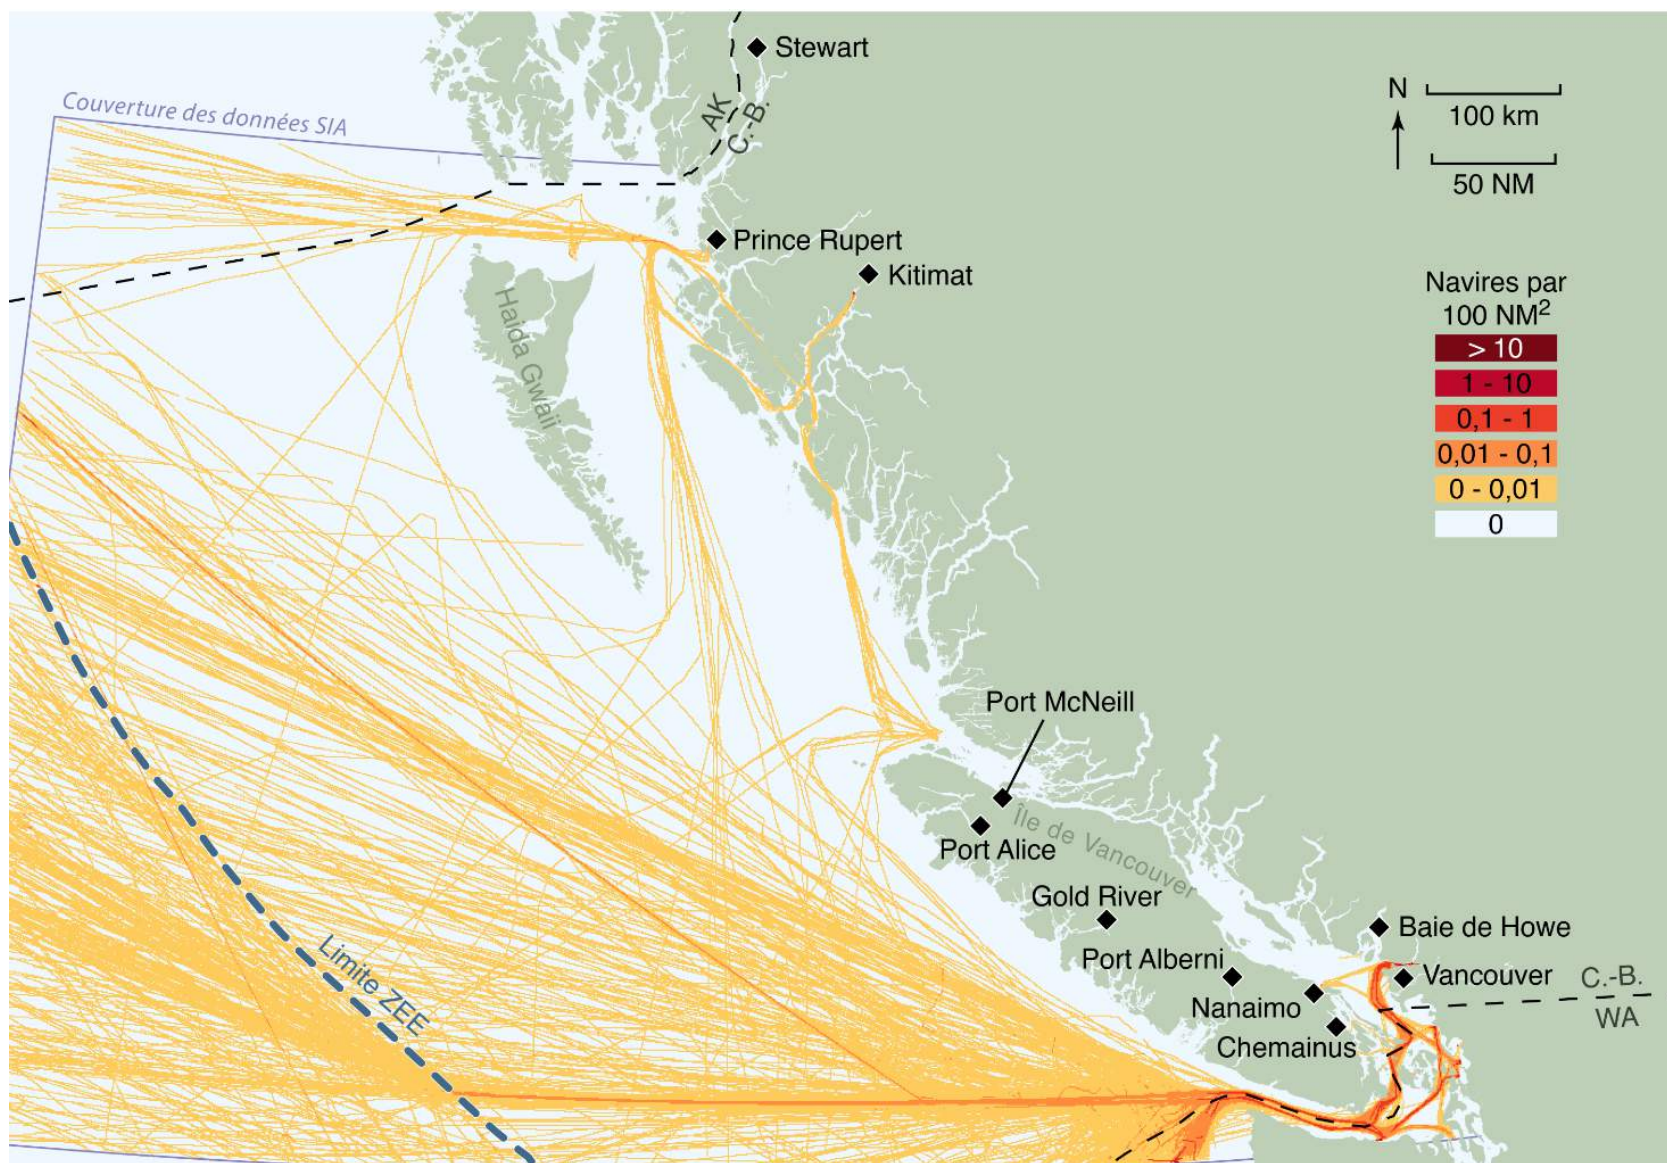 Stewart
Couverture des données SIA
AK
C.-B.
N
100 km
50 NM
Prince Rupert
Kitimat
Haida Gwaii
Navires par
100 NM²
> 10
1 - 10
0,1 - 1
0,01 - 0,1
0 - 0,01
0
Port McNeill
Île de Vancouver
Port Alice
Gold River
Port Alberni
Nanaimo
Chemainus
Baie de Howe
Vancouver
C.-B.
WA
Limite ZEE